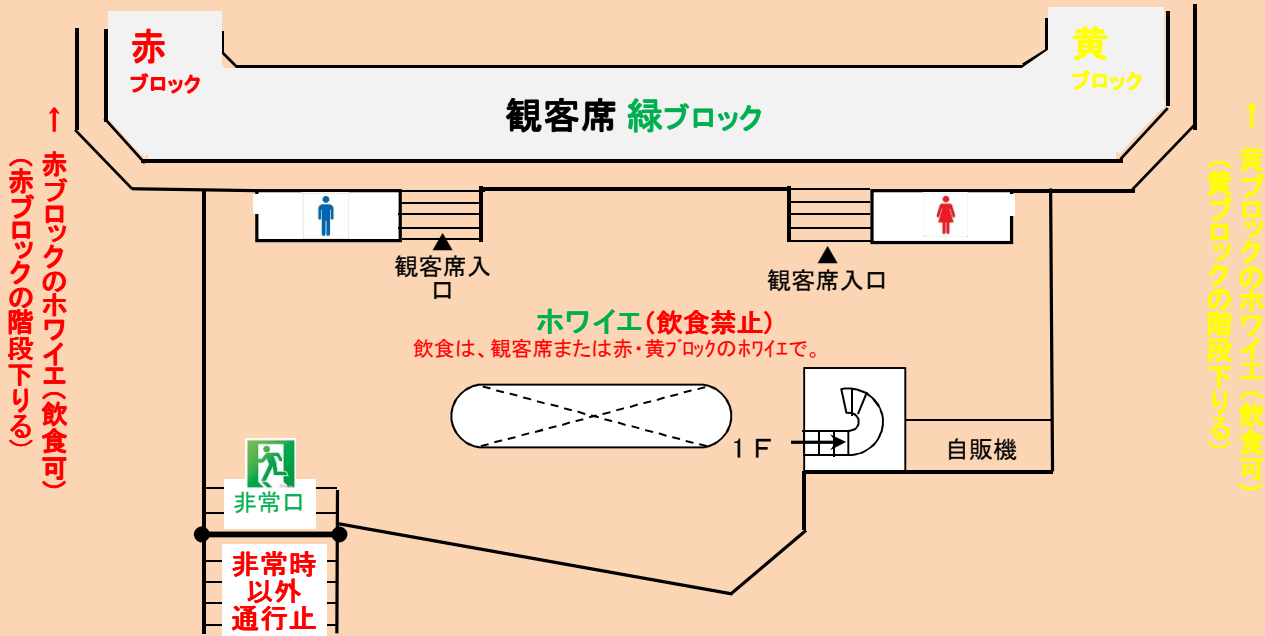 赤
ブロック
黄
ブロック
観客席 緑ブロック
↑ 赤ブロックのホワイエ(飲食可)
(赤ブロックの階段下りる)
↑ 黄ブロックのホワイエ(飲食可)
(黄ブロックの階段下りる)
▲
観客席入
口
▲
観客席入口
ホワイエ(飲食禁止)
飲食は、観客席または赤・黄ブロックのホワイエで。
1F
自販機
非常口
非常時
以外
通行止